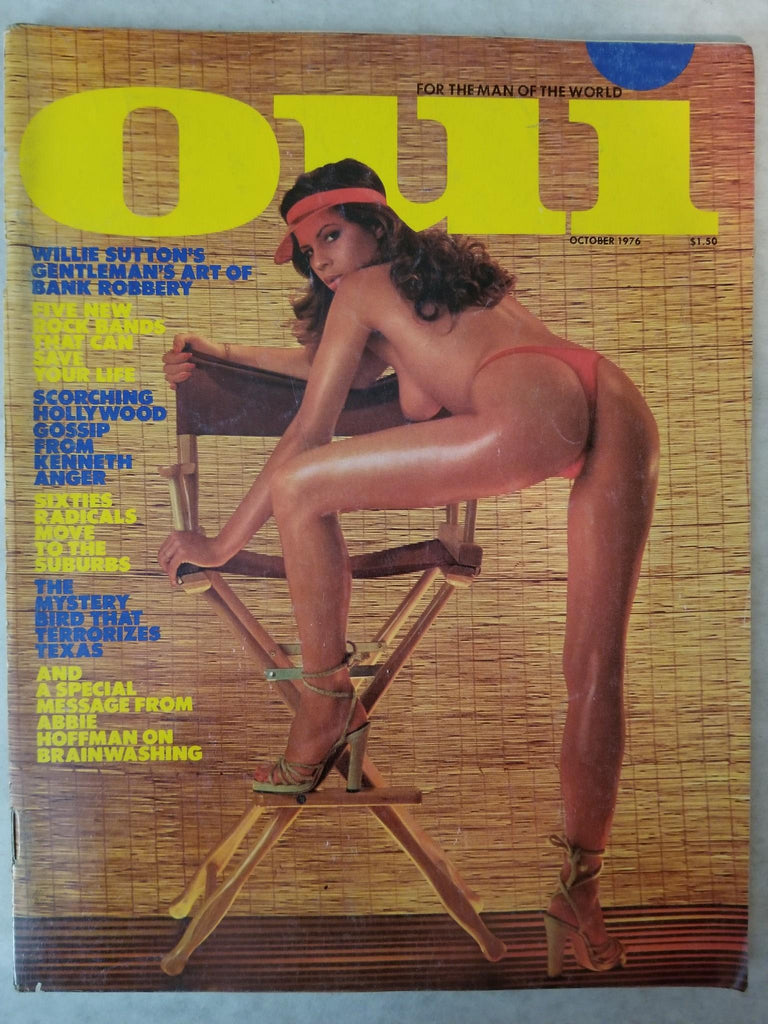 FOR THE MAN OF THE WORLD
oui
OCTOBER 1976 $1.50
WILLIE SUTTON'S
GENTLEMAN'S ART OF
BANK ROBBERY
FIVE NEW
ROCK BANDS
THAT CAN
SAVE
YOUR LIFE
SCORCHING
HOLLYWOOD
GOSSIP
FROM
KENNETH
ANGER
SIXTIES
RADICALS
MOVE
TO THE
SUBURBS
THE
MYSTERY
BIRD THAT
TERRORIZES
TEXAS
AND
A SPECIAL
MESSAGE FROM
ABBIE
HOFFMAN ON
BRAINWASHING